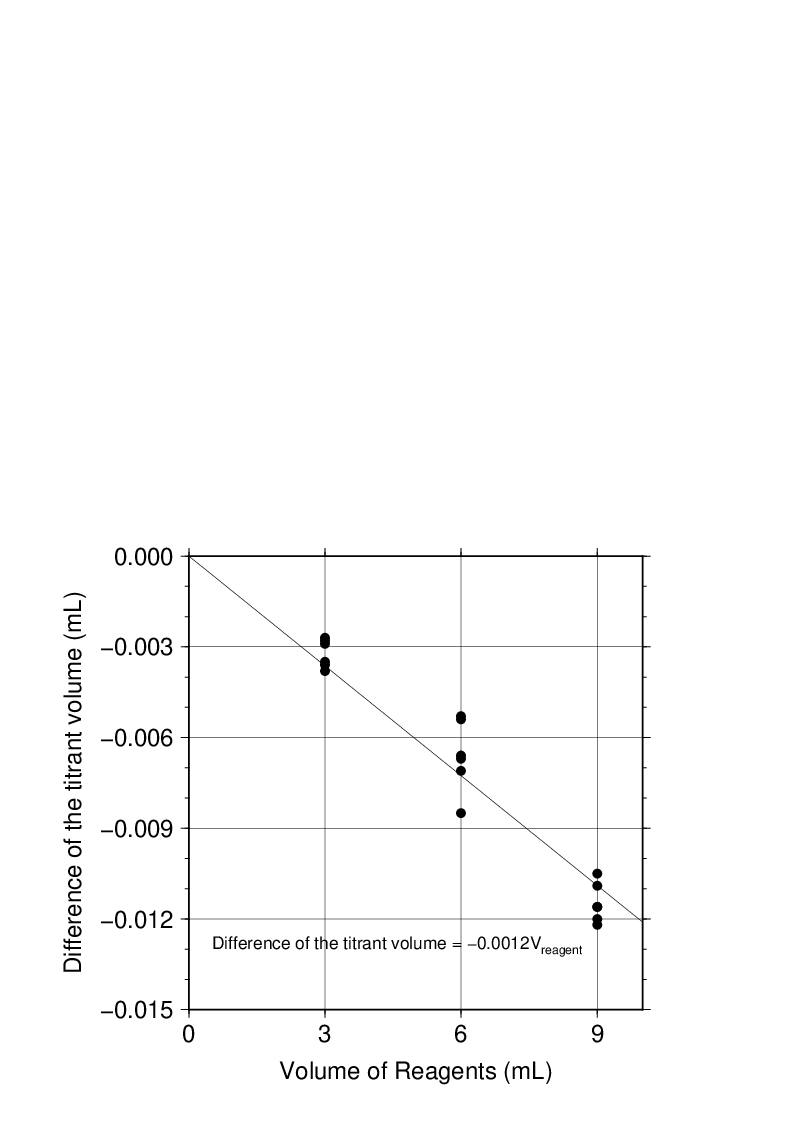 0.000
−0.003
−0.006
−0.009
−0.012
−0.015
Difference of the titrant volume (mL)
Difference of the titrant volume = −0.0012Vreagent
0 3 6 9
Volume of Reagents (mL)